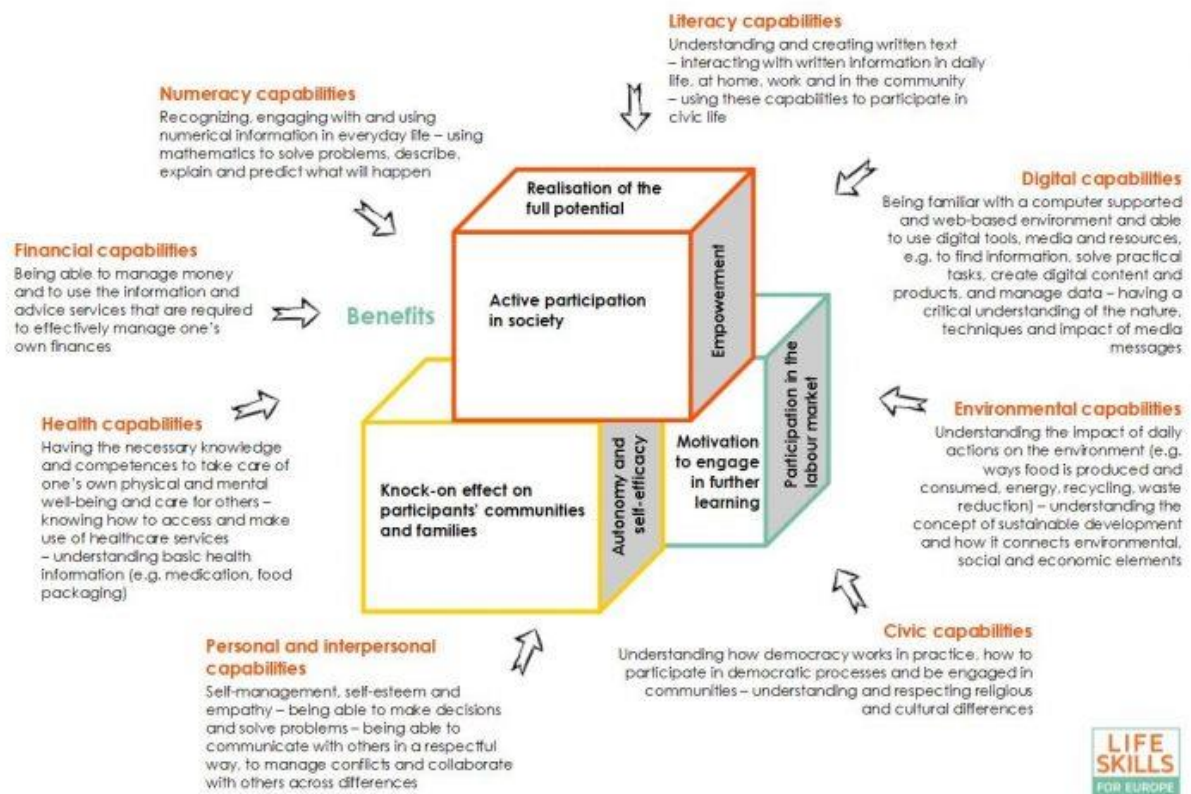 Literacy capabilities
Understanding and creating written text
– interacting with written information in daily
life, at home, work and in the community
– using these capabilities to participate in
civic life
Numeracy capabilities
Recognizing, engaging with and using
numerical information in everyday life – using
mathematics to solve problems, describe,
explain and predict what will happen
Digital capabilities
Being familiar with a computer supported
and web-based environment and able
to use digital tools, media and resources,
e.g. to find information, solve practical
tasks, create digital content and
products, and manage data – having a
critical understanding of the nature,
techniques and impact of media
messages
Financial capabilities
Being able to manage money
and to use the information and
advice services that are required
to effectively manage one's
own finances
Benefits
Realisation of the
full potential
Active participation
in society
Empowerment
Knock-on effect on
participants' communities
and families
Autonomy and
self-efficacy
Motivation
to engage
in further
learning
Participation in the
labour market
Health capabilities
Having the necessary knowledge
and competences to take care of
one's own physical and mental
well-being and care for others –
knowing how to access and make
use of healthcare services
– understanding basic health
information (e.g. medication, food
packaging)
Environmental capabilities
Understanding the impact of daily
actions on the environment (e.g.
ways food is produced and
consumed, energy, recycling, waste
reduction) – understanding the
concept of sustainable development
and how it connects environmental,
social and economic elements
Personal and interpersonal
capabilities
Self-management, self-esteem and
empathy – being able to make decisions
and solve problems – being able to
communicate with others in a respectful
way, to manage conflicts and collaborate
with others across differences
Civic capabilities
Understanding how democracy works in practice, how to
participate in democratic processes and be engaged in
communities – understanding and respecting religious
and cultural differences
LIFE
SKILLS
FOR EUROPE